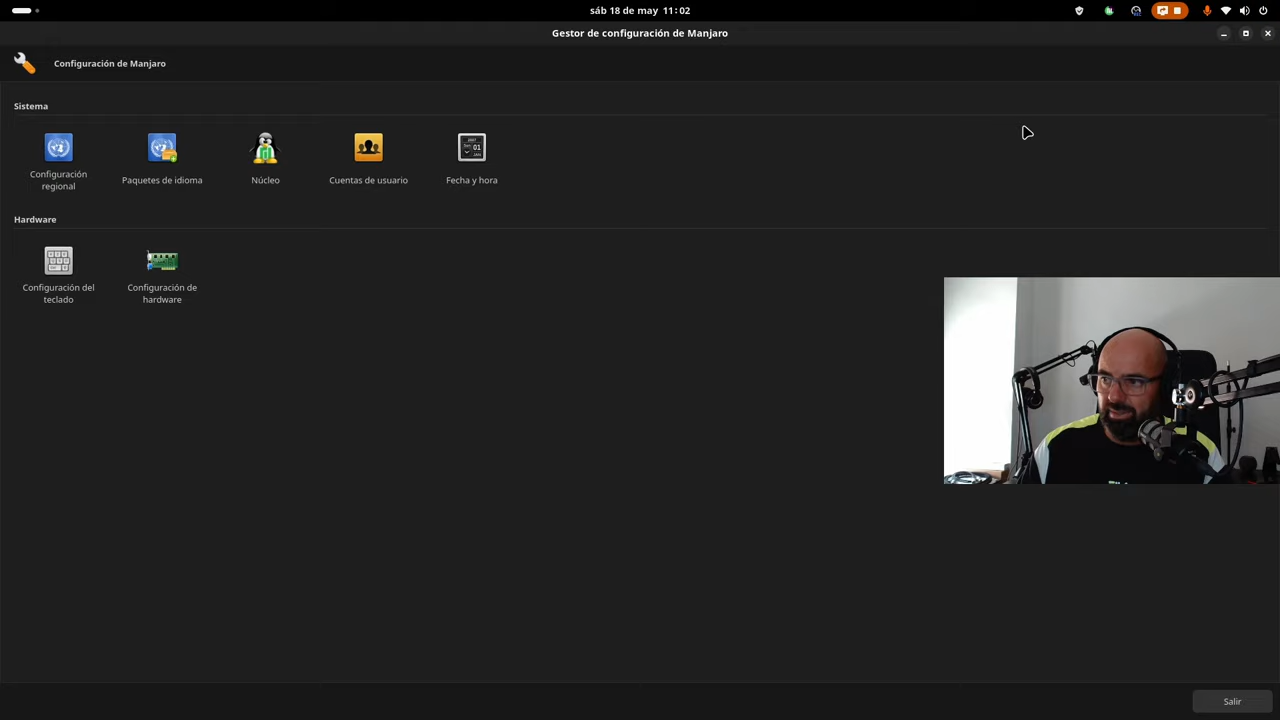 sáb 18 de may 11:02
Gestor de configuración de Manjaro
Configuración de Manjaro
Sistema
Configuración
regional
Paquetes de idioma
Núcleo
Cuentas de usuario
Fecha y hora
Hardware
Configuración del
teclado
Configuración de
hardware
Salir